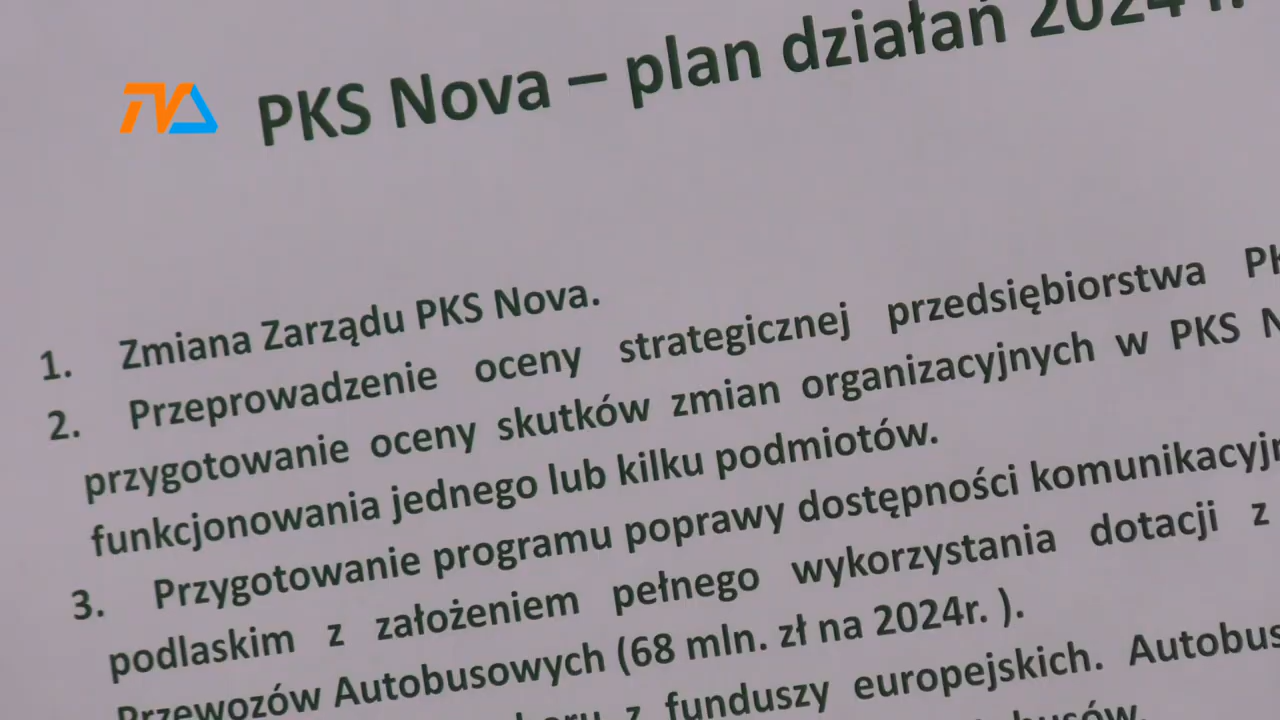 TVA
PKS Nova – plan działań 2024 r.
1. Zmiana Zarządu PKS Nova.
2. Przeprowadzenie oceny strategicznej przedsiębiorstwa
przygotowanie oceny skutków zmian organizacyjnych w PKS
funkcjonowania jednego lub kilku podmiotów.
3. Przygotowanie programu poprawy dostępności
podlaskim z założeniem pełnego wykorzystania dotacji z
Przewozów Autobusowych (68 mln. zł na 2024r. ).
z funduszy europejskich.